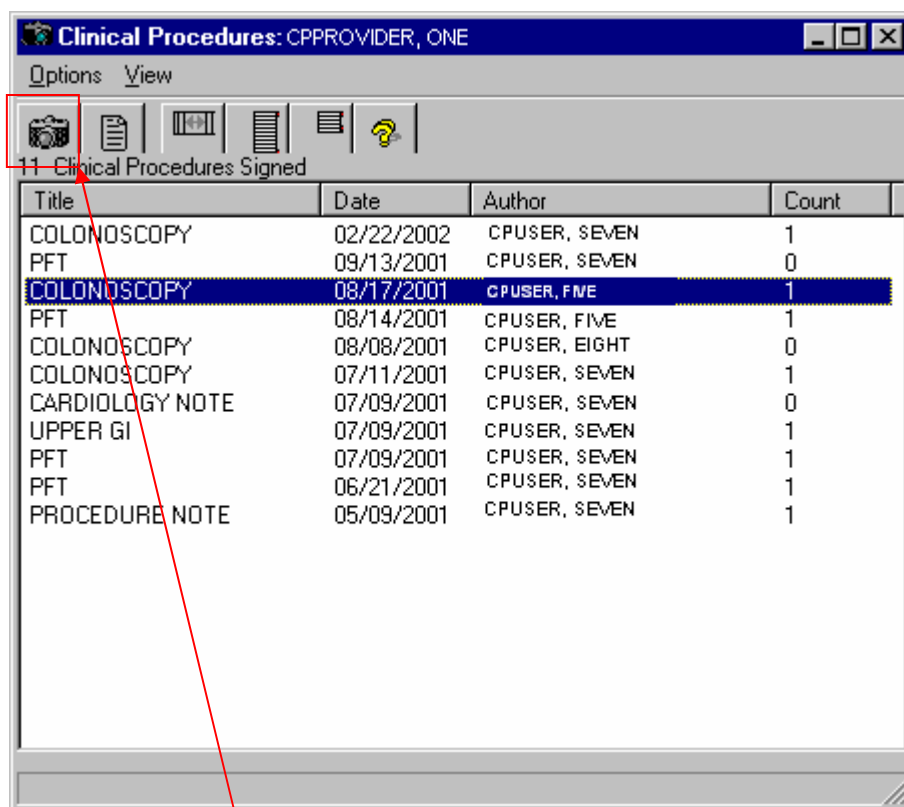 Clinical Procedures: CPPROVIDER, ONE
Options View
11 Clinical Procedures Signed
Title Date Author Count
COLONOSCOPY 02/22/2002 CPUSER, SEVEN 1
PFT 09/13/2001 CPUSER, SEVEN 0
COLONOSCOPY 08/17/2001 CPUSER, FIVE 1
PFT 08/14/2001 CPUSER, FIVE 1
COLONOSCOPY 08/08/2001 CPUSER, EIGHT 0
COLONOSCOPY 07/11/2001 CPUSER, SEVEN 1
CARDIOLOGY NOTE 07/09/2001 CPUSER, SEVEN 0
UPPER GI 07/09/2001 CPUSER, SEVEN 1
PFT 07/09/2001 CPUSER, SEVEN 1
PFT 06/21/2001 CPUSER, SEVEN 1
PROCEDURE NOTE 05/09/2001 CPUSER, SEVEN 1